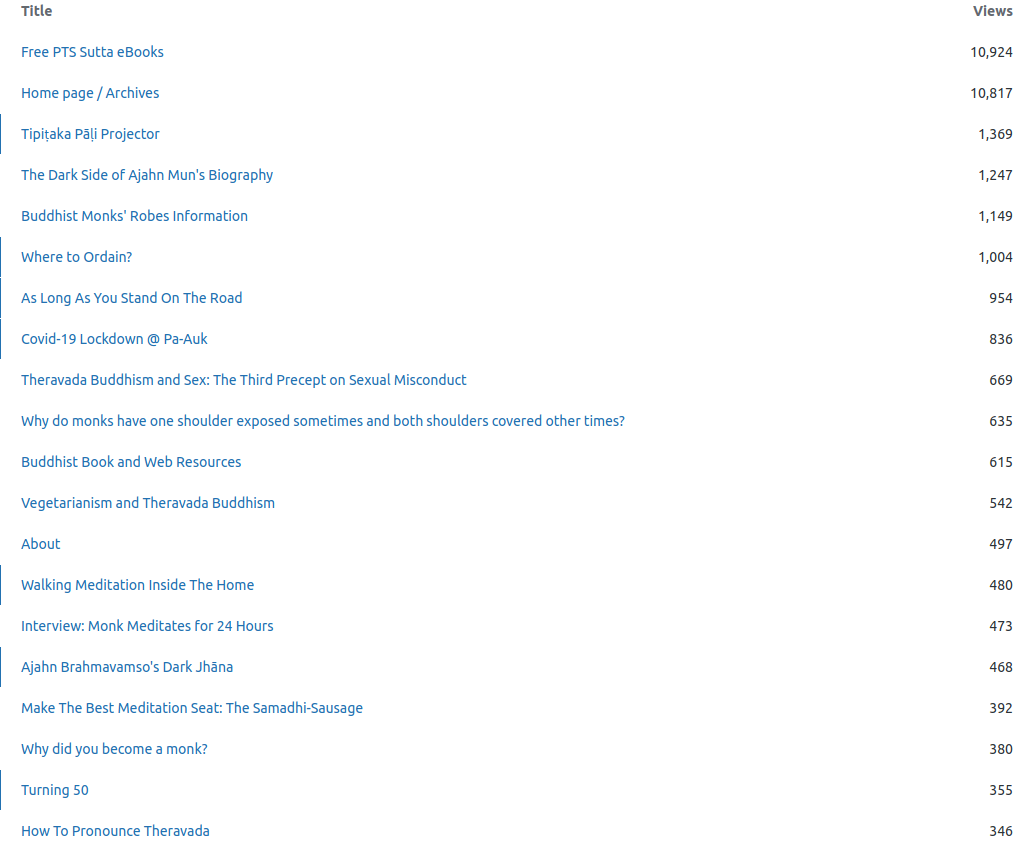 Title Views
Free PTS Sutta eBooks 10,924
Home page / Archives 10,817
Tipiṭaka Pāḷi Projector 1,369
The Dark Side of Ajahn Mun's Biography 1,247
Buddhist Monks' Robes Information 1,149
Where to Ordain? 1,004
As Long As You Stand On The Road 954
Covid-19 Lockdown @ Pa-Auk 836
Theravada Buddhism and Sex: The Third Precept on Sexual Misconduct 669
Why do monks have one shoulder exposed sometimes and both shoulders covered other times? 635
Buddhist Book and Web Resources 615
Vegetarianism and Theravada Buddhism 542
About 497
Walking Meditation Inside The Home 480
Interview: Monk Meditates for 24 Hours 473
Ajahn Brahmavamso's Dark Jhāna 468
Make The Best Meditation Seat: The Samadhi-Sausage 392
Why did you become a monk? 380
Turning 50 355
How To Pronounce Theravada 346